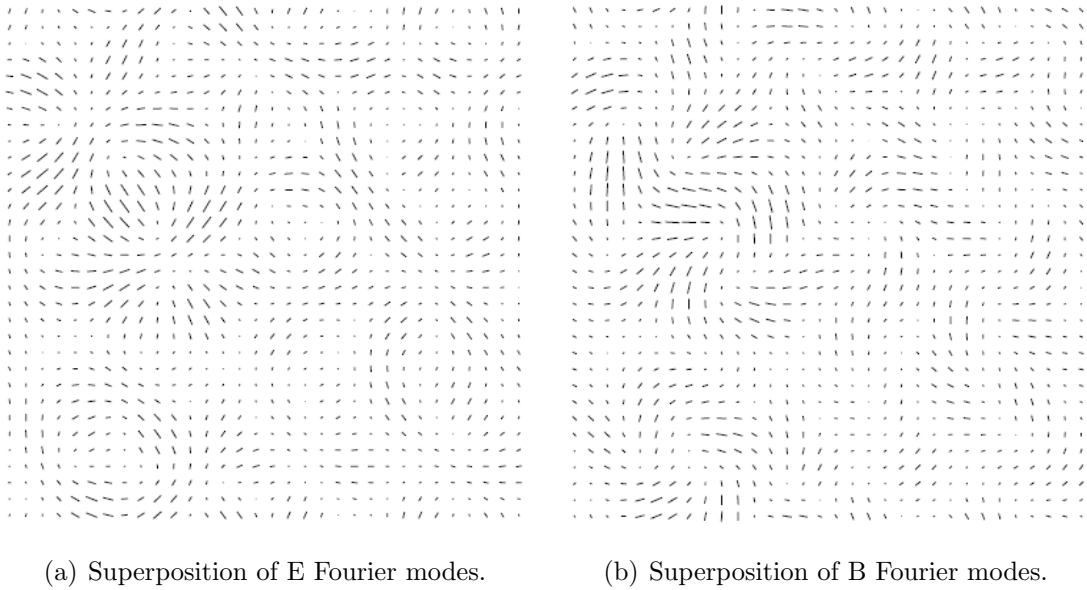 (a) Superposition of E Fourier modes.
(b) Superposition of B Fourier modes.